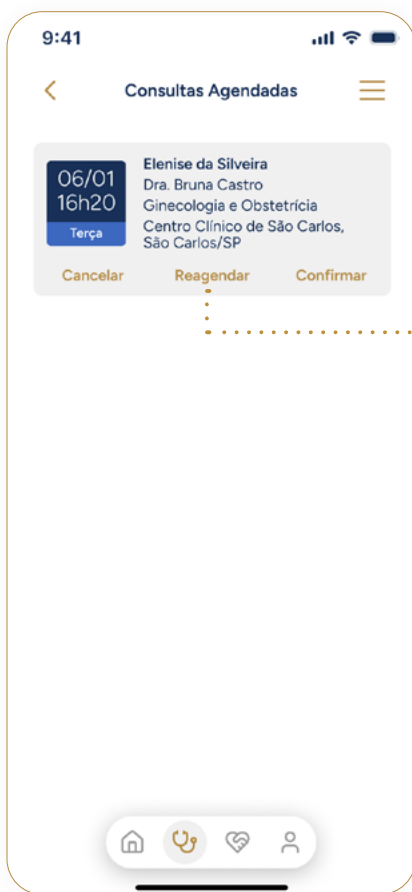 9:41
Consultas Agendadas
06/01
16h20
Terça
Elenise da Silveira
Dra. Bruna Castro
Ginecologia e Obstetrícia
Centro Clínico de São Carlos,
São Carlos/SP
Cancelar Reagendar Confirmar